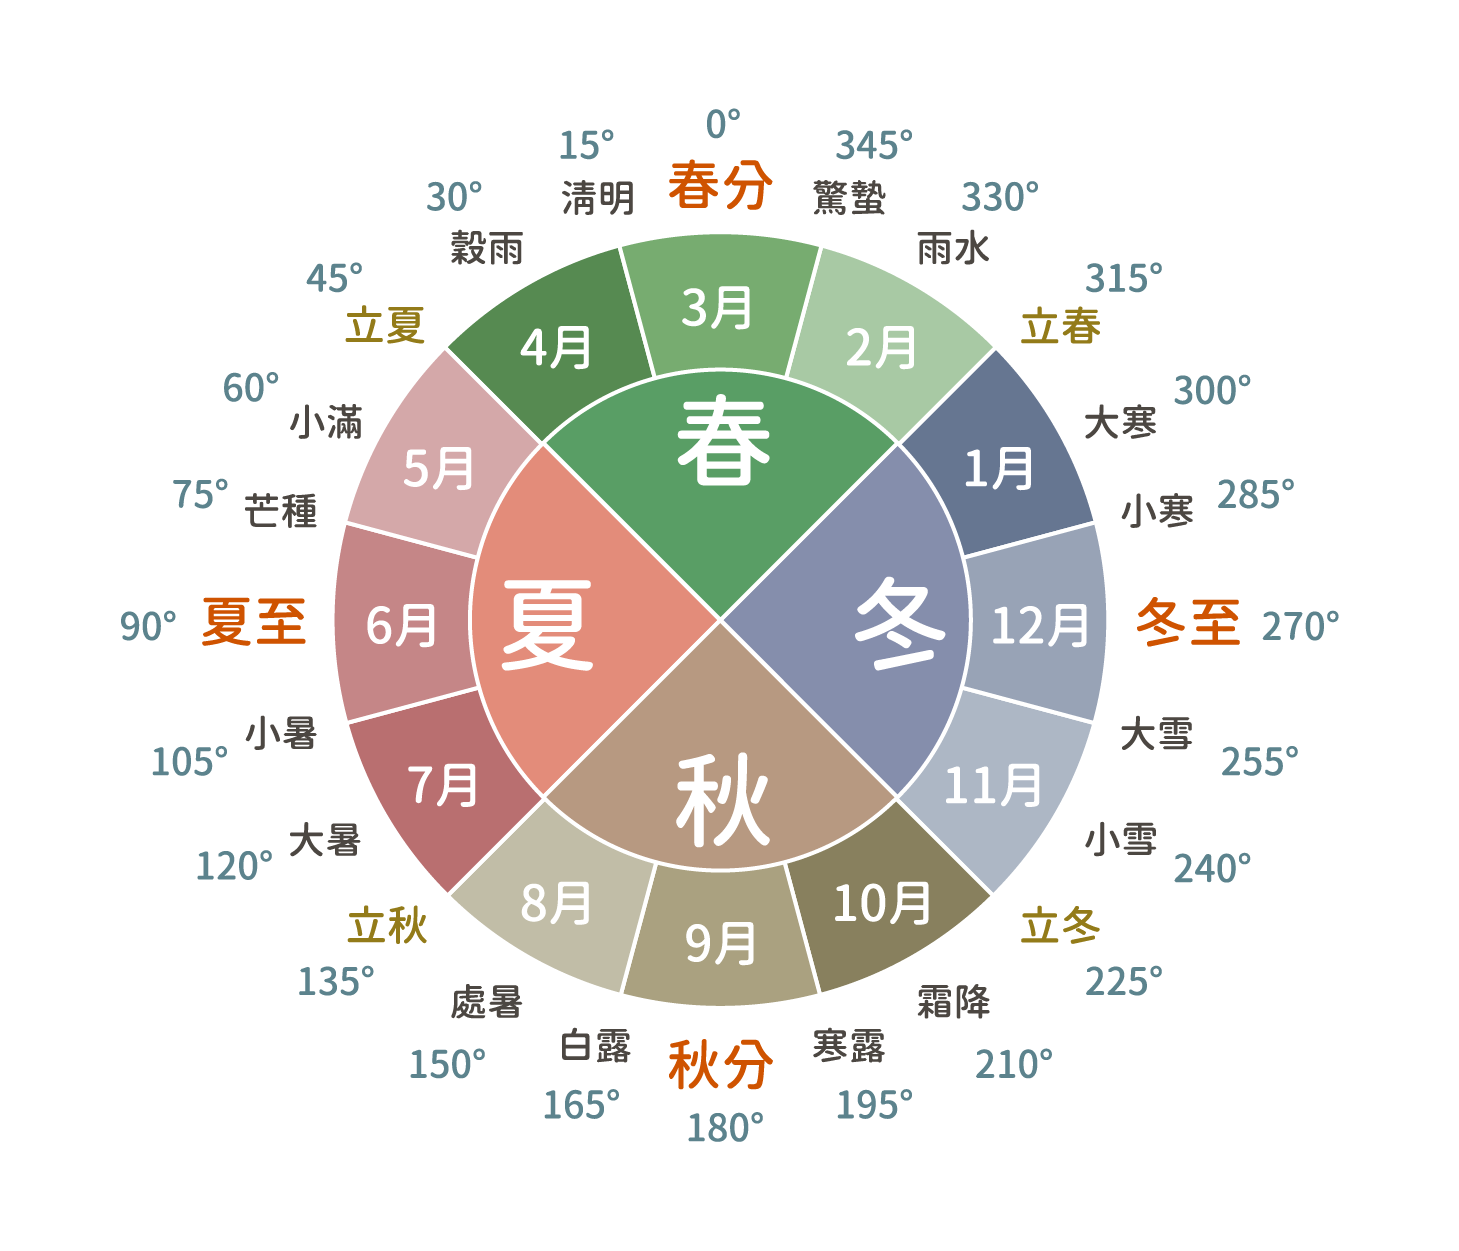 0°
春分
345°
驚蟄
330°
雨水
315°
立春
300°
大寒
285°
小寒
270°
冬至
255°
大雪
240°
小雪
225°
立冬
210°
霜降
195°
寒露
180°
秋分
165°
白露
150°
處暑
135°
立秋
120°
大暑
105°
小暑
90°
夏至
75°
芒種
60°
小滿
45°
立夏
30°
穀雨
15°
清明
3月
2月
1月
12月
11月
10月
9月
8月
7月
6月
5月
4月
春
冬
秋
夏